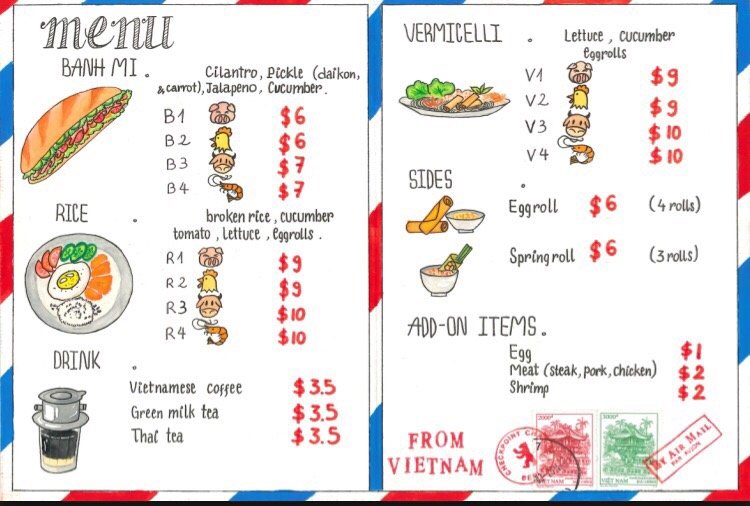 menu
BANH MI .
Cilantro, Pickle (daikon,
& carrot), Jalapeno, Cucumber.
B1 $6
B2 $6
B3 $7
B4 $7
RICE .
broken rice, cucumber
tomato, lettuce, eggrolls.
R1 $9
R2 $9
R3 $10
R4 $10
DRINK
Vietnamese coffee $3.5
Green milk tea $3.5
Thai tea $3.5
VERMICELLI .
Lettuce, cucumber
eggrolls
V1 $9
V2 $9
V3 $10
V4 $10
SIDES .
Eggroll $6 (4 rolls)
Springroll $6 (3 rolls)
ADD-ON ITEMS.
Egg $1
Meat (steak, pork, chicken) $2
Shrimp $2
FROM
VIETNAM
CHECKPOINT
2000đ
VIET NAM
3000đ
VIET NAM
BY AIR MAIL
PAR AVION